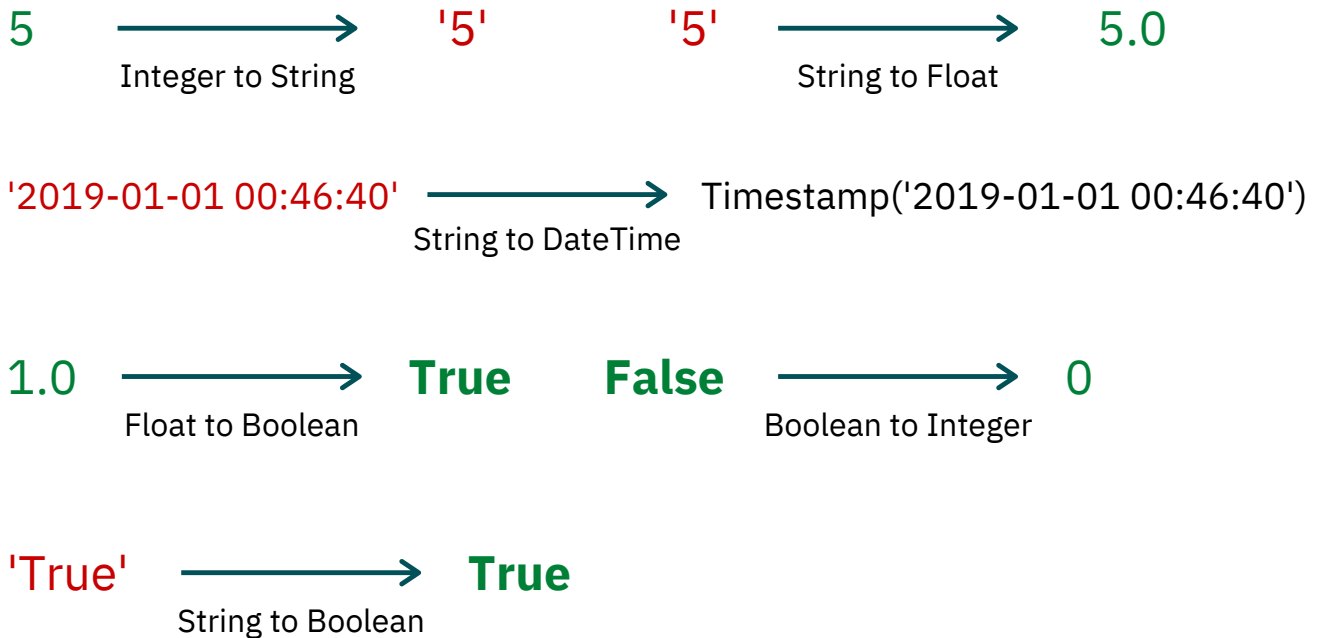 5 '5' '5' 5.0
Integer to String String to Float
'2019-01-01 00:46:40' Timestamp('2019-01-01 00:46:40')
String to DateTime
1.0 True False 0
Float to Boolean Boolean to Integer
'True' True
String to Boolean